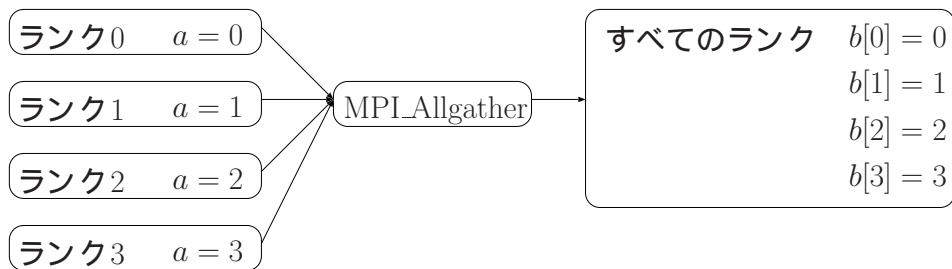 ランク0 a = 0
ランク1 a = 1
ランク2 a = 2
ランク3 a = 3
MPI_Allgather
すべてのランク b[0] = 0
b[1] = 1
b[2] = 2
b[3] = 3